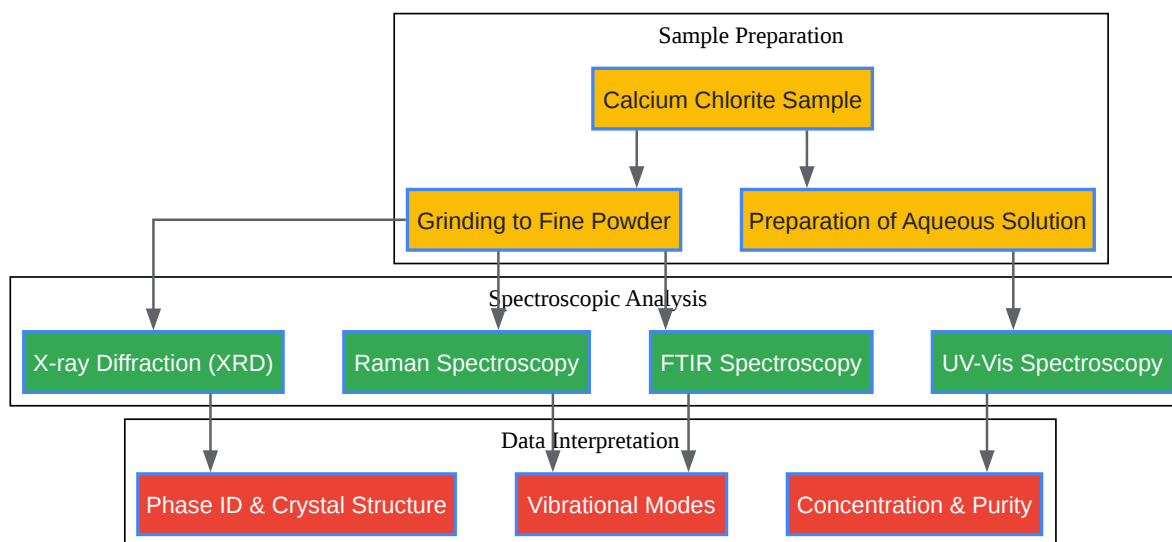 Sample Preparation
Calcium Chlorite Sample
Grinding to Fine Powder
Preparation of Aqueous Solution
Spectroscopic Analysis
X-ray Diffraction (XRD)
Raman Spectroscopy
FTIR Spectroscopy
UV-Vis Spectroscopy
Data Interpretation
Phase ID & Crystal Structure
Vibrational Modes
Concentration & Purity